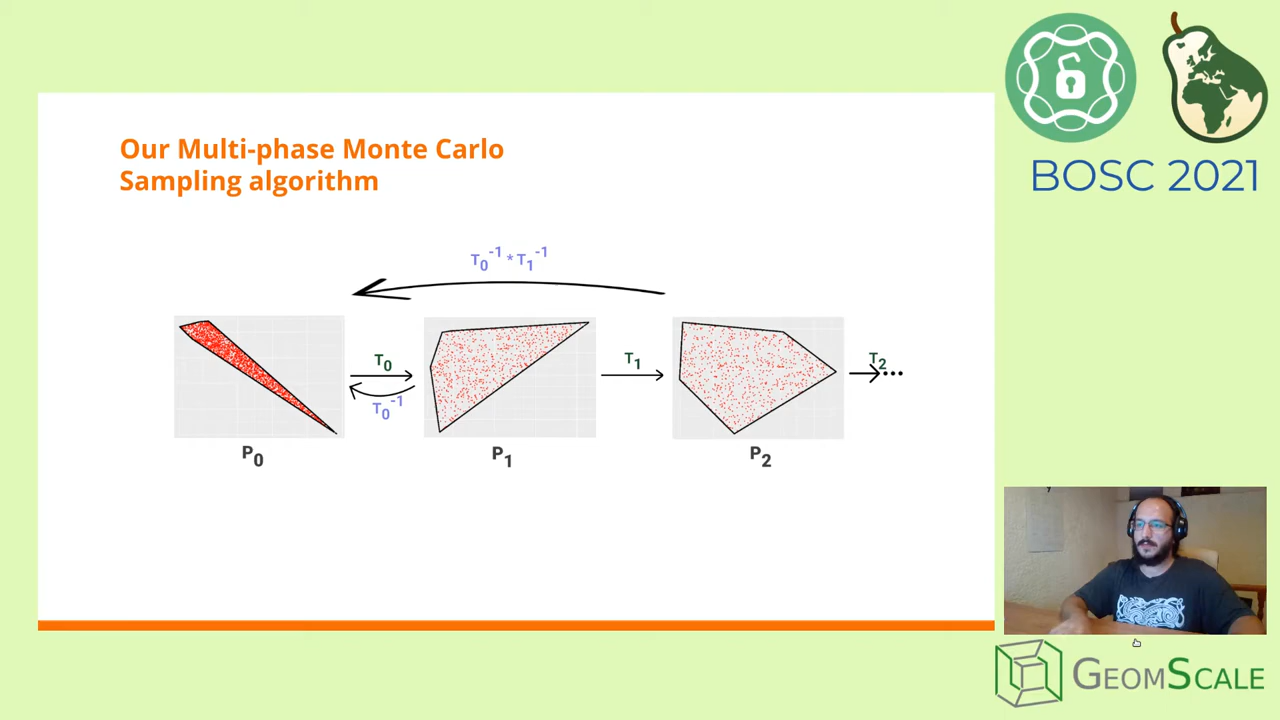 Our Multi-phase Monte Carlo
Sampling algorithm
T₀⁻¹ * T₁⁻¹
T₀
T₀⁻¹
T₁
T₂...
P₀
P₁
P₂
BOSC 2021
GEOMSCALE